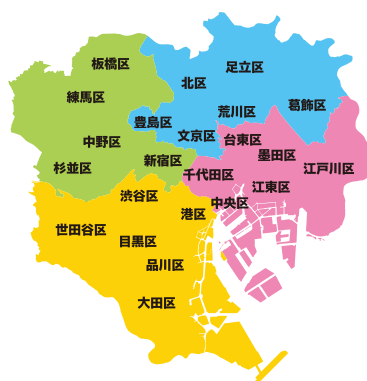 足立区
板橋区
北区
練馬区
葛飾区
荒川区
豊島区
文京区
台東区
中野区
墨田区
新宿区
杉並区
江戸川区
千代田区
江東区
渋谷区
中央区
港区
世田谷区
目黒区
品川区
大田区